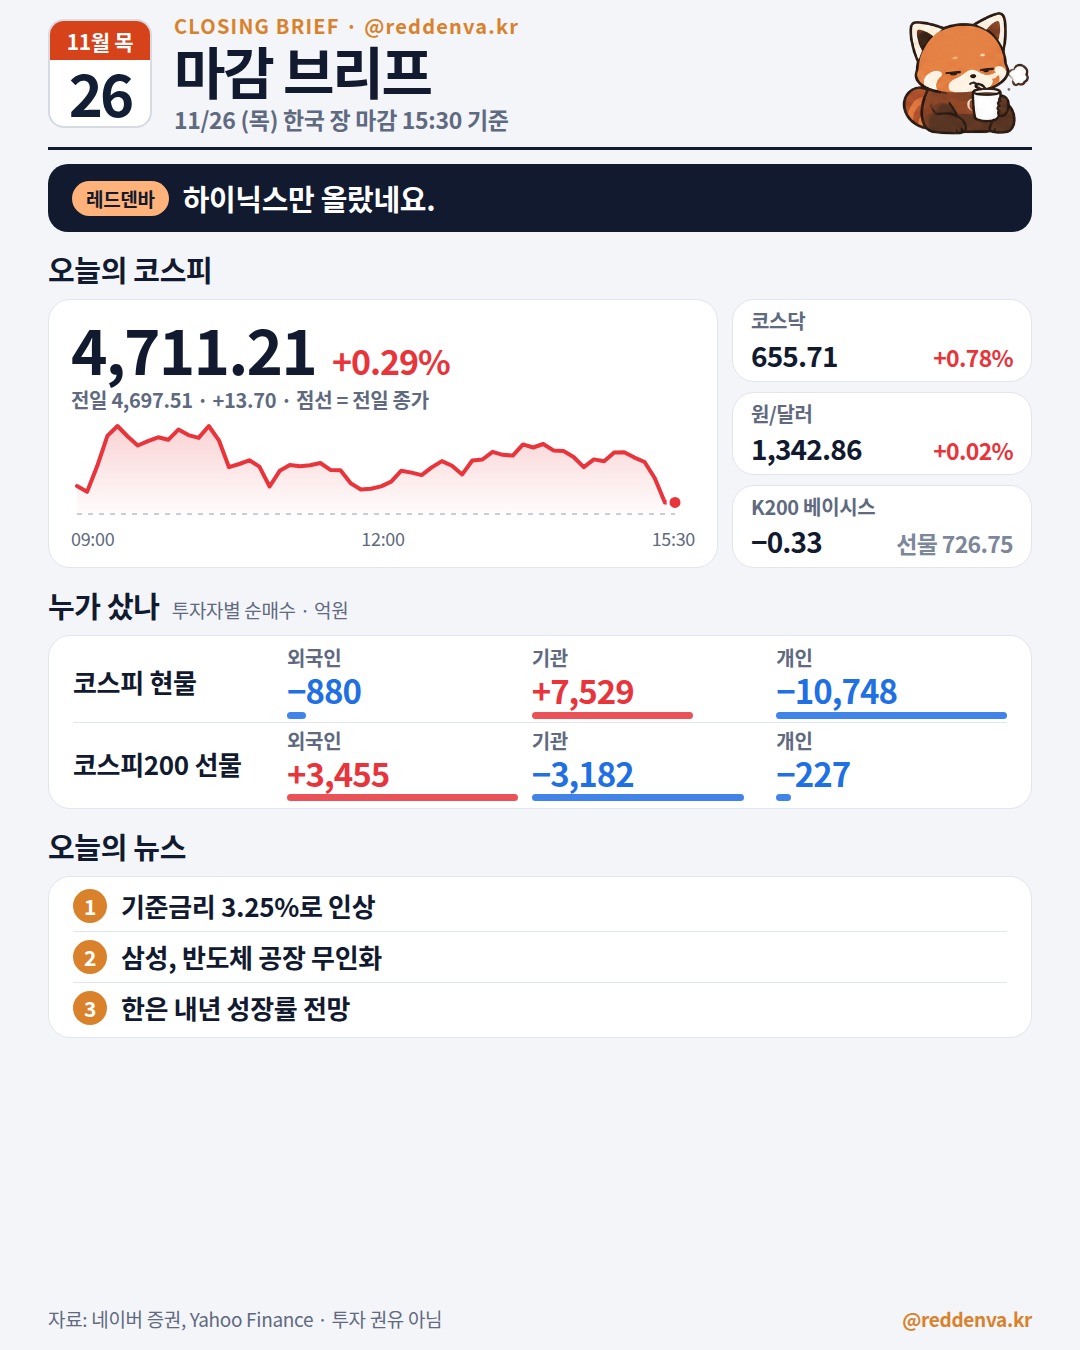 11월 목
26
CLOSING BRIEF · @reddenva.kr
마감 브리프
11/26 (목) 한국 장 마감 15:30 기준
레드덴바 하이닉스만 올랐네요.
오늘의 코스피
4,711.21 +0.29%
전일 4,697.51 · +13.70 · 점선 = 전일 종가
09:00 12:00 15:30
코스닥
655.71 +0.78%
원/달러
1,342.86 +0.02%
K200 베이시스
−0.33 선물 726.75
누가 샀나 투자자별 순매수 · 억원
코스피 현물
외국인 기관 개인
−880 +7,529 −10,748
코스피200 선물
외국인 기관 개인
+3,455 −3,182 −227
오늘의 뉴스
1 기준금리 3.25%로 인상
2 삼성, 반도체 공장 무인화
3 한은 내년 성장률 전망
자료: 네이버 증권, Yahoo Finance · 투자 권유 아님
@reddenva.kr